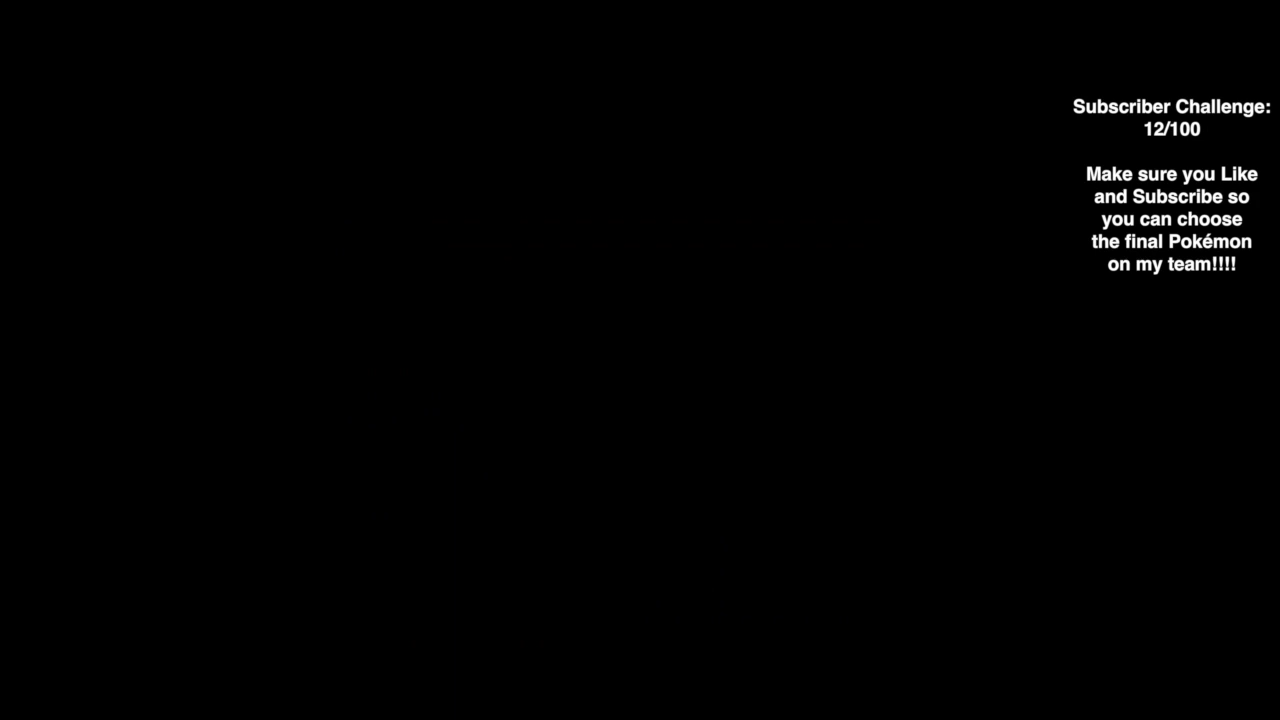 Subscriber Challenge:
12/100
Make sure you Like
and Subscribe so
you can choose
the final Pokémon
on my team!!!!